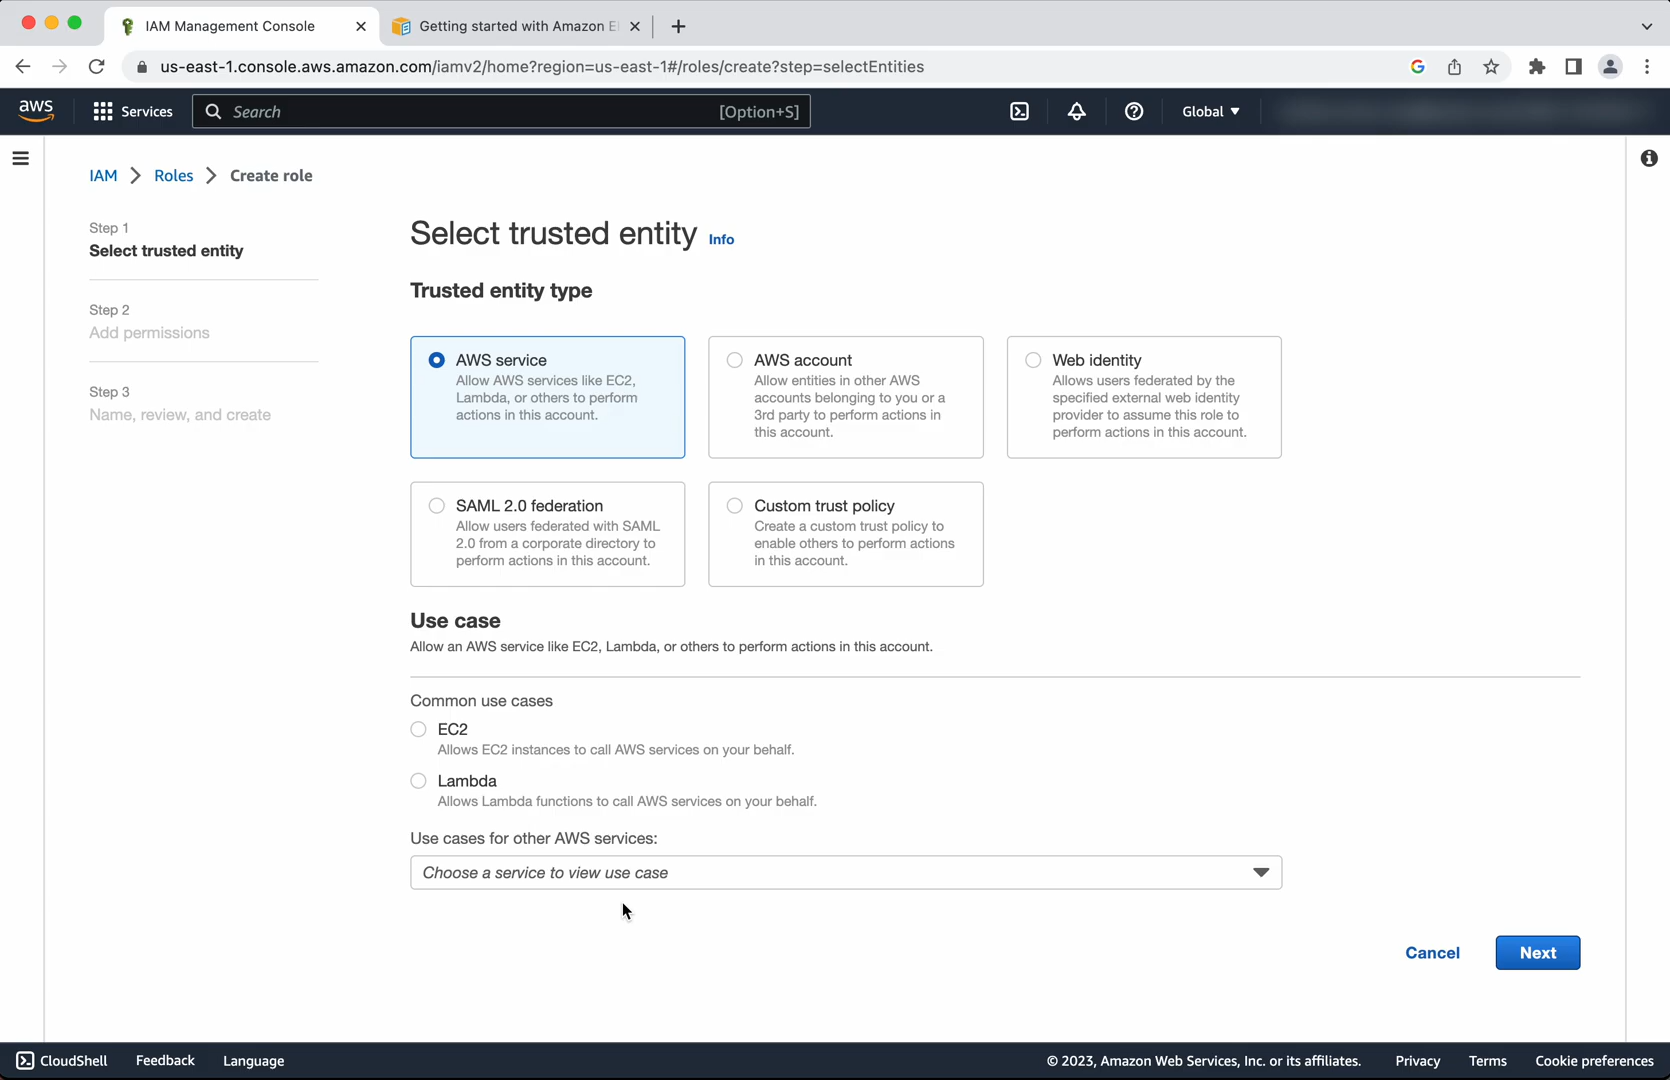 IAM Management Console
Getting started with Amazon E
us-east-1.console.aws.amazon.com/iamv2/home?region=us-east-1#/roles/create?step=selectEntities
aws
Services
Search
[Option+S]
Global
IAM
Roles
Create role
Step 1
Select trusted entity
Step 2
Add permissions
Step 3
Name, review, and create
Select trusted entity Info
Trusted entity type
AWS service
Allow AWS services like EC2,
Lambda, or others to perform
actions in this account.
AWS account
Allow entities in other AWS
accounts belonging to you or a
3rd party to perform actions in
this account.
Web identity
Allows users federated by the
specified external web identity
provider to assume this role to
perform actions in this account.
SAML 2.0 federation
Allow users federated with SAML
2.0 from a corporate directory to
perform actions in this account.
Custom trust policy
Create a custom trust policy to
enable others to perform actions
in this account.
Use case
Allow an AWS service like EC2, Lambda, or others to perform actions in this account.
Common use cases
EC2
Allows EC2 instances to call AWS services on your behalf.
Lambda
Allows Lambda functions to call AWS services on your behalf.
Use cases for other AWS services:
Choose a service to view use case
Cancel
Next
CloudShell
Feedback
Language
© 2023, Amazon Web Services, Inc. or its affiliates.
Privacy
Terms
Cookie preferences